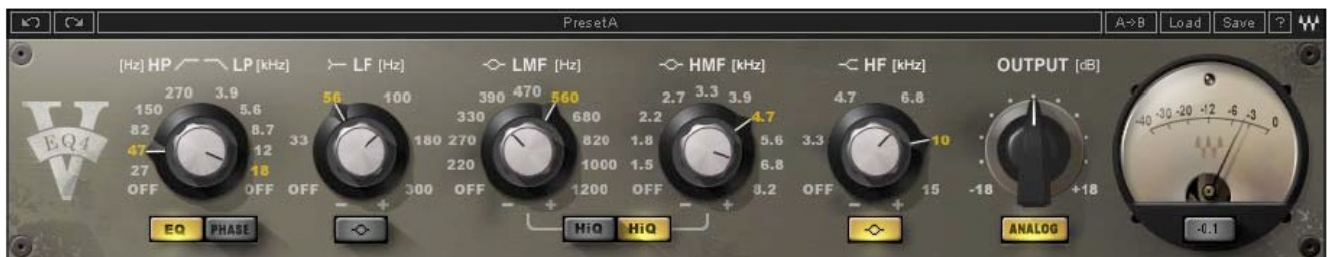 PresetA A->B Load Save ?
[Hz] HP LP [kHz] LF [Hz] LMF [Hz] HMF [kHz] HF [kHz] OUTPUT [dB]
V EQ4
270 3.9
150 5.6
82 8.7
47 12
27 18
OFF OFF
EQ PHASE
56 100
33 180
OFF 300
- +
470
390 560
330 680
270 820
220 1000
OFF 1200
- +
HiQ HiQ
3.3
2.7 3.9
2.2 4.7
1.8 5.6
1.5 6.8
OFF 8.2
- +
4.7 6.8
3.3 10
OFF 15
- +
-18 +18
ANALOG
-40 -30 -20 -12 -6 -3 0
-0.1